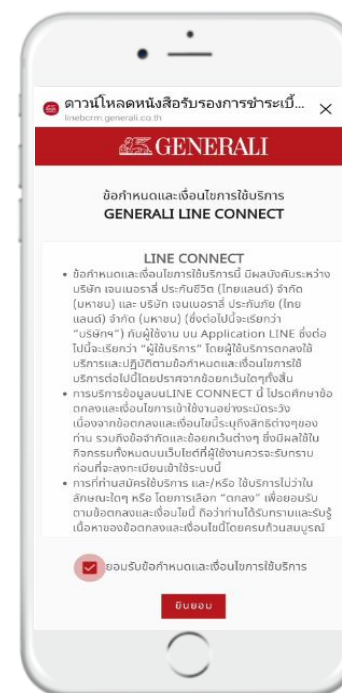 ดาวน์โหลดหนังสือรับรองการชำระเบี้...
linebcrm.generali.co.th
GENERALI
ข้อกำหนดและเงื่อนไขการใช้บริการ
GENERALI LINE CONNECT
LINE CONNECT
• ข้อกำหนดและเงื่อนไขการใช้บริการนี้ มีผลบังคับระหว่าง
บริษัท เจนเนอราลี่ ประกันชีวิต (ไทยแลนด์) จำกัด
(มหาชน) และ บริษัท เจนเนอราลี่ ประกันภัย (ไทย
แลนด์) จำกัด (มหาชน) (ซึ่งต่อไปนี้จะเรียกว่า
"บริษัทฯ") กับผู้ใช้งาน บน Application LINE ซึ่งต่อ
ไปนี้จะเรียกว่า "ผู้ใช้บริการ" โดยผู้ใช้บริการตกลงใช้
บริการและปฏิบัติตามข้อกำหนดและเงื่อนไขการใช้
บริการต่อไปนี้โดยปราศจากข้อยกเว้นใดๆทั้งสิ้น
• การบริการข้อมูลบนLINE CONNECT นี้ โปรดศึกษาข้อ
ตกลงและเงื่อนไขการเข้าใช้งานอย่างระมัดระวัง
เนื่องจากข้อตกลงและเงื่อนไขนี้ระบุถึงสิทธิต่างๆของ
ท่าน รวมถึงข้อจำกัดและข้อยกเว้นต่างๆ ซึ่งมีผลใช้ใน
กิจกรรมทั้งหมดบนเว็บไซต์ที่ผู้ใช้งานควรจะรับทราบ
ก่อนที่จะลงทะเบียนเข้าใช้ระบบนี้
• การที่ท่านสมัครใช้บริการ และ/หรือ ใช้บริการไม่ว่าใน
ลักษณะใดๆ หรือ โดยการเลือก "ตกลง" เพื่อยอมรับ
ตามข้อตกลงและเงื่อนไขนี้ ถือว่าท่านได้รับทราบและรับรู้
เนื้อหาของข้อตกลงและเงื่อนไขนี้โดยครบถ้วนสมบูรณ์
ยอมรับข้อกำหนดและเงื่อนไขการใช้บริการ
ยินยอม